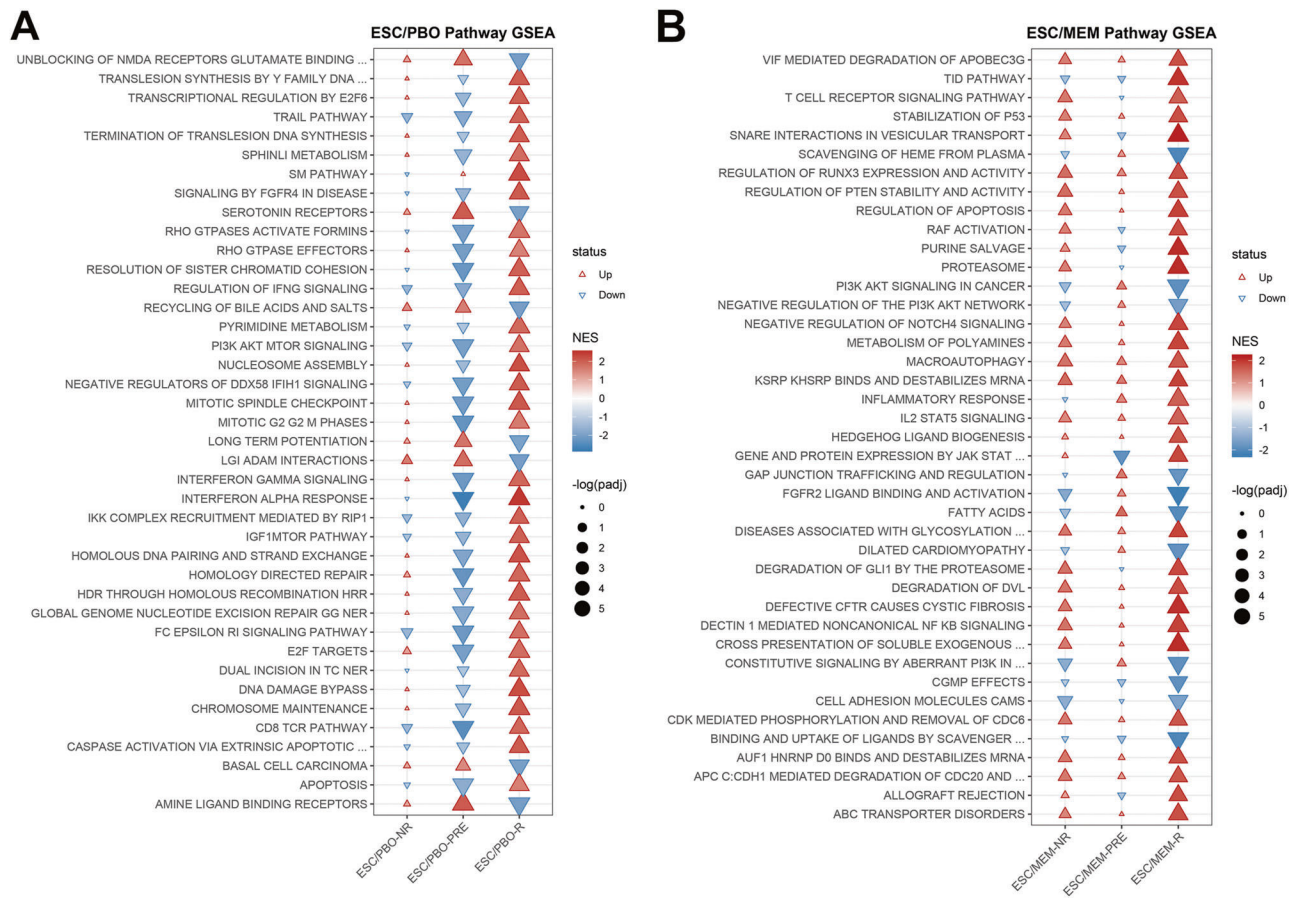 A
ESC/PBO Pathway GSEA
UNBLOCKING OF NMDA RECEPTORS GLUTAMATE BINDING ...
TRANSLESION SYNTHESIS BY Y FAMILY DNA ...
TRANSCRIPTIONAL REGULATION BY E2F6
TRAIL PATHWAY
TERMINATION OF TRANSLESION DNA SYNTHESIS
SPHINLI METABOLISM
SM PATHWAY
SIGNALING BY FGFR4 IN DISEASE
SEROTONIN RECEPTORS
RHO GTPASES ACTIVATE FORMINS
RHO GTPASE EFFECTORS
RESOLUTION OF SISTER CHROMATID COHESION
REGULATION OF IFNG SIGNALING
RECYCLING OF BILE ACIDS AND SALTS
PYRIMIDINE METABOLISM
PI3K AKT MTOR SIGNALING
NUCLEOSOME ASSEMBLY
NEGATIVE REGULATORS OF DDX58 IFIH1 SIGNALING
MITOTIC SPINDLE CHECKPOINT
MITOTIC G2 G2 M PHASES
LONG TERM POTENTIATION
LGI ADAM INTERACTIONS
INTERFERON GAMMA SIGNALING
INTERFERON ALPHA RESPONSE
IKK COMPLEX RECRUITMENT MEDIATED BY RIP1
IGF1MTOR PATHWAY
HOMOLOUS DNA PAIRING AND STRAND EXCHANGE
HOMOLOGY DIRECTED REPAIR
HDR THROUGH HOMOLOUS RECOMBINATION HRR
GLOBAL GENOME NUCLEOTIDE EXCISION REPAIR GG NER
FC EPSILON RI SIGNALING PATHWAY
E2F TARGETS
DUAL INCISION IN TC NER
DNA DAMAGE BYPASS
CHROMOSOME MAINTENANCE
CD8 TCR PATHWAY
CASPASE ACTIVATION VIA EXTRINSIC APOPTOTIC ...
BASAL CELL CARCINOMA
APOPTOSIS
AMINE LIGAND BINDING RECEPTORS
ESC/PBO-NR
ESC/PBO-PRE
ESC/PBO-R
status
Up
Down
NES
2
1
0
-1
-2
-log(padj)
0
1
2
3
4
5
B
ESC/MEM Pathway GSEA
VIF MEDIATED DEGRADATION OF APOBEC3G
TID PATHWAY
T CELL RECEPTOR SIGNALING PATHWAY
STABILIZATION OF P53
SNARE INTERACTIONS IN VESICULAR TRANSPORT
SCAVENGING OF HEME FROM PLASMA
REGULATION OF RUNX3 EXPRESSION AND ACTIVITY
REGULATION OF PTEN STABILITY AND ACTIVITY
REGULATION OF APOPTOSIS
RAF ACTIVATION
PURINE SALVAGE
PROTEASOME
PI3K AKT SIGNALING IN CANCER
NEGATIVE REGULATION OF THE PI3K AKT NETWORK
NEGATIVE REGULATION OF NOTCH4 SIGNALING
METABOLISM OF POLYAMINES
MACROAUTOPHAGY
KSRP KHSRP BINDS AND DESTABILIZES MRNA
INFLAMMATORY RESPONSE
IL2 STAT5 SIGNALING
HEDGEHOG LIGAND BIOGENESIS
GENE AND PROTEIN EXPRESSION BY JAK STAT ...
GAP JUNCTION TRAFFICKING AND REGULATION
FGFR2 LIGAND BINDING AND ACTIVATION
FATTY ACIDS
DISEASES ASSOCIATED WITH GLYCOSYLATION ...
DILATED CARDIOMYOPATHY
DEGRADATION OF GLI1 BY THE PROTEASOME
DEGRADATION OF DVL
DEFECTIVE CFTR CAUSES CYSTIC FIBROSIS
DECTIN 1 MEDIATED NONCANONICAL NF KB SIGNALING
CROSS PRESENTATION OF SOLUBLE EXOGENOUS ...
CONSTITUTIVE SIGNALING BY ABERRANT PI3K IN ...
CGMP EFFECTS
CELL ADHESION MOLECULES CAMS
CDK MEDIATED PHOSPHORYLATION AND REMOVAL OF CDC6
BINDING AND UPTAKE OF LIGANDS BY SCAVENGER ...
AUF1 HNRNP D0 BINDS AND DESTABILIZES MRNA
APC C:CDH1 MEDIATED DEGRADATION OF CDC20 AND ...
ALLOGRAFT REJECTION
ABC TRANSPORTER DISORDERS
ESC/MEM-NR
ESC/MEM-PRE
ESC/MEM-R
status
Up
Down
NES
2
1
0
-1
-2
-log(padj)
0
1
2
3
4
5